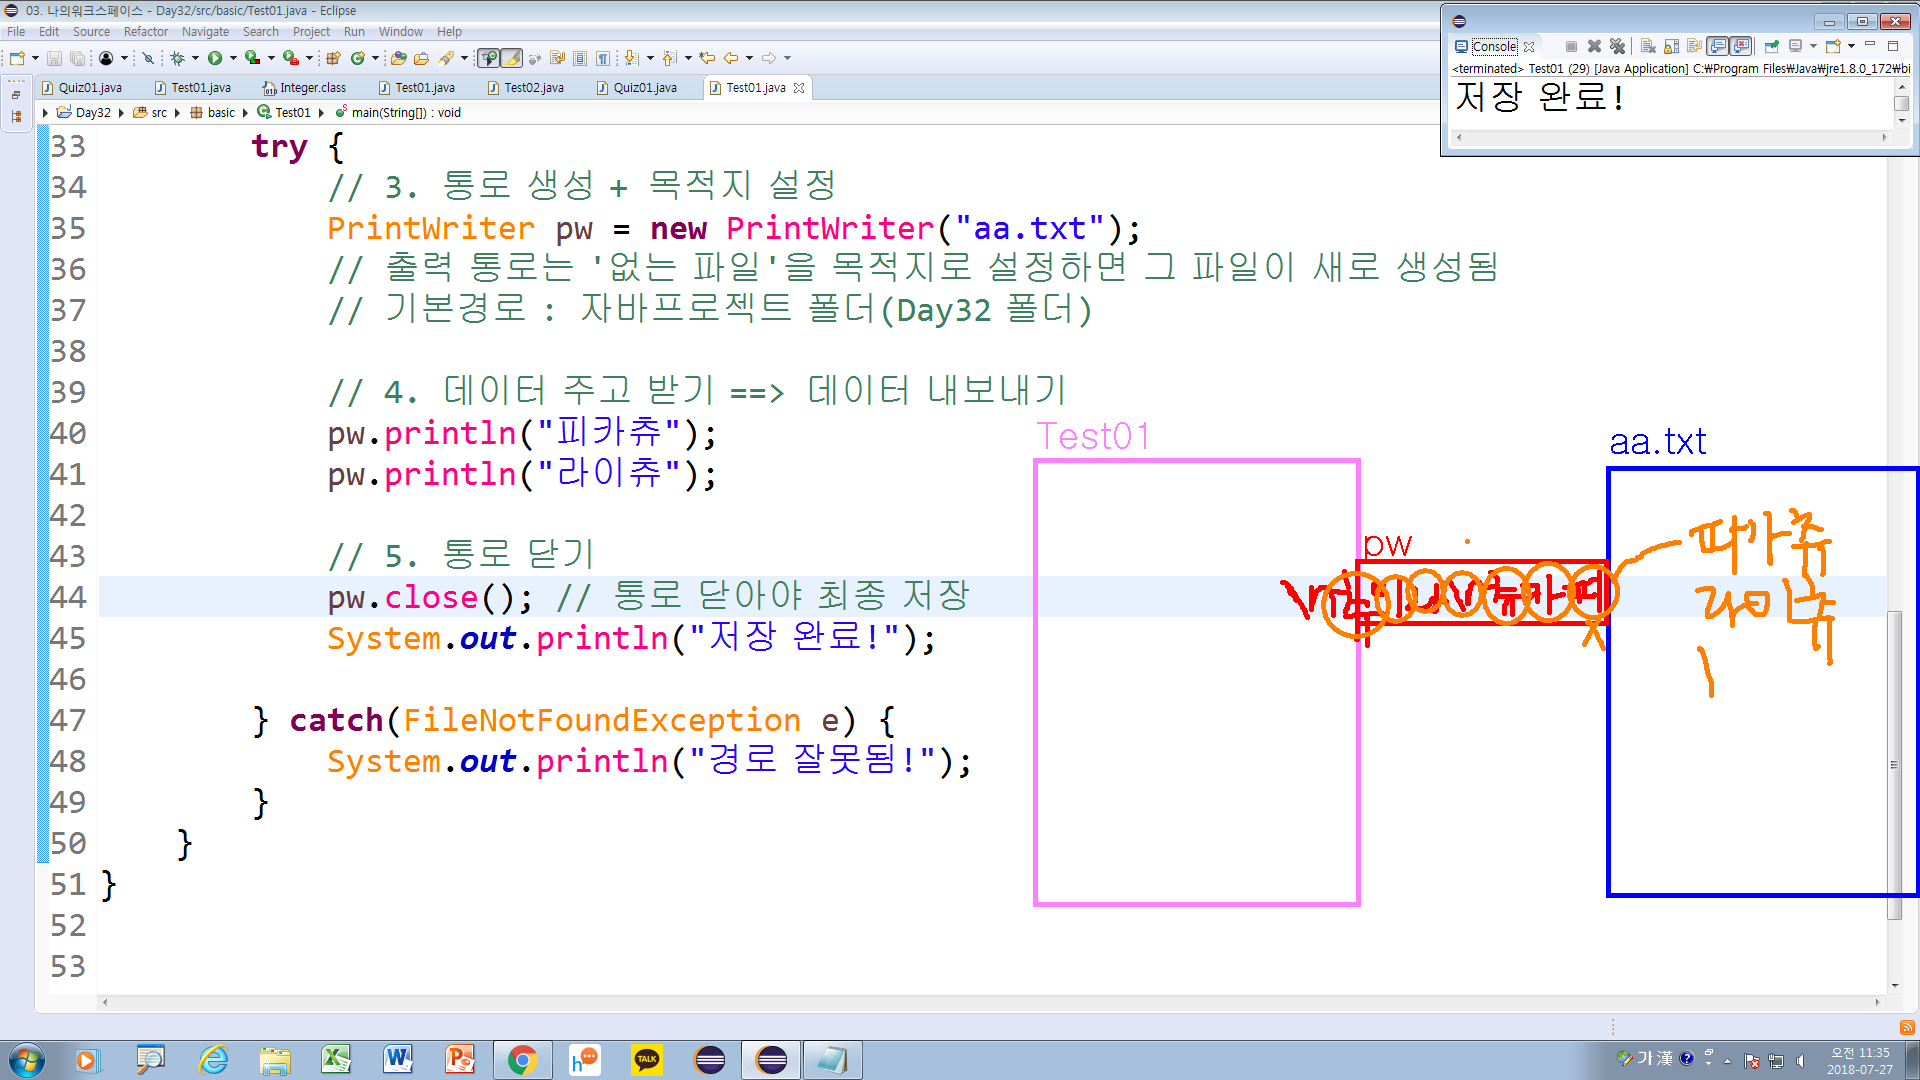 03. 나의워크스페이스 - Day32/src/basic/Test01.java - Eclipse
File Edit Source Refactor Navigate Search Project Run Window Help
Quiz01.java Test01.java Integer.class Test01.java Test02.java Quiz01.java Test01.java
Day32 src basic Test01 main(String[]) : void
Console
<terminated> Test01 (29) [Java Application] C:￦Program Files￦Java￦jre1.8.0_172￦bi
저장 완료!
33 try {
34 // 3. 통로 생성 + 목적지 설정
35 PrintWriter pw = new PrintWriter("aa.txt");
36 // 출력 통로는 '없는 파일'을 목적지로 설정하면 그 파일이 새로 생성됨
37 // 기본경로 : 자바프로젝트 폴더(Day32 폴더)
38
39 // 4. 데이터 주고 받기 ==> 데이터 내보내기
40 pw.println("피카츄");
41 pw.println("라이츄");
42
43 // 5. 통로 닫기
44 pw.close(); // 통로 닫아야 최종 저장
45 System.out.println("저장 완료!");
46
47 } catch(FileNotFoundException e) {
48 System.out.println("경로 잘못됨!");
49 }
50 }
51 }
52
53
Test01
pw
aa.txt
피카츄
라이츄
오전 11:35
2018-07-27